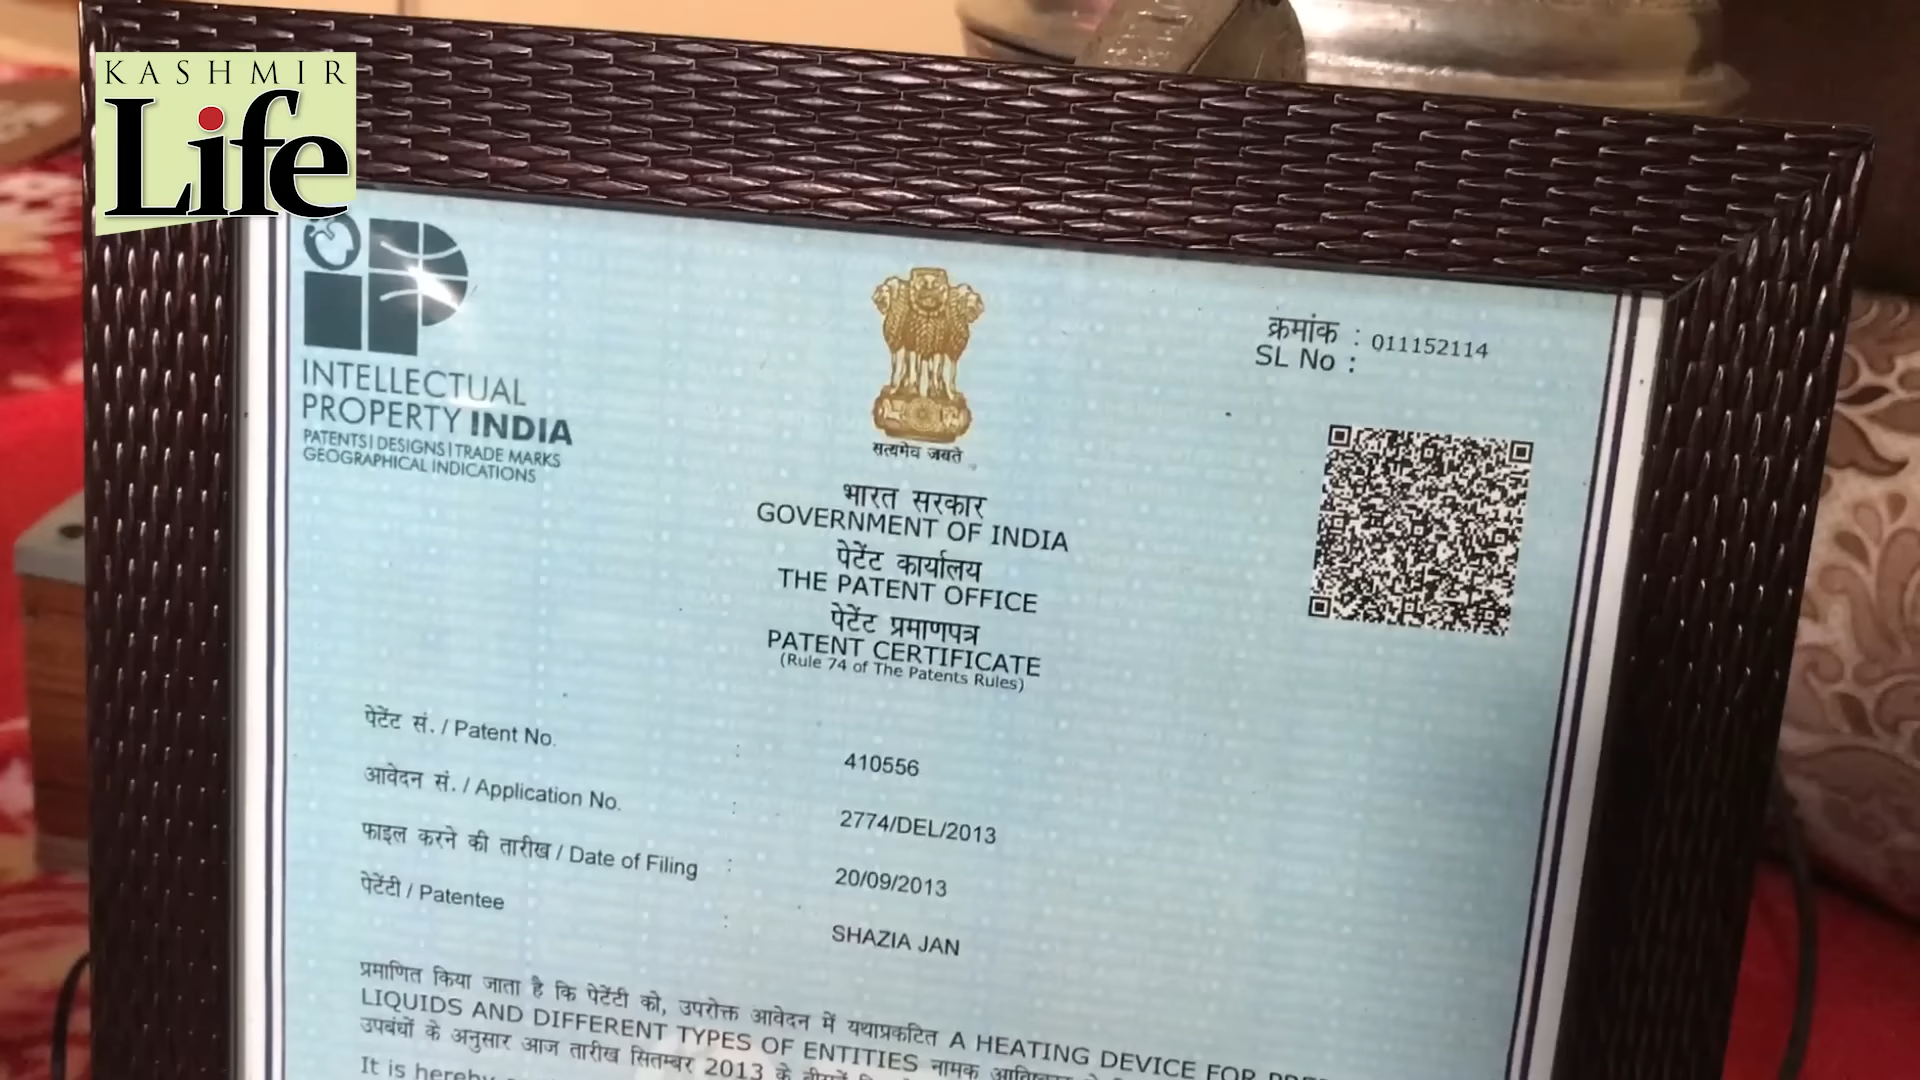 KASHMIR
Life
INTELLECTUAL
PROPERTY INDIA
PATENTS | DESIGNS | TRADE MARKS
GEOGRAPHICAL INDICATIONS
सत्यमेव जयते
क्रमांक : 011152114
SL No :
भारत सरकार
GOVERNMENT OF INDIA
पेटेंट कार्यालय
THE PATENT OFFICE
पेटेंट प्रमाणपत्र
PATENT CERTIFICATE
(Rule 74 of The Patents Rules)
पेटेंट सं. / Patent No. : 410556
आवेदन सं. / Application No. : 2774/DEL/2013
फाइल करने की तारीख / Date of Filing : 20/09/2013
पेटेंटी / Patentee : SHAZIA JAN
प्रमाणित किया जाता है कि पेटेंटी को, उपरोक्त आवेदन में यथाप्रकटित A HEATING DEVICE FOR
LIQUIDS AND DIFFERENT TYPES OF ENTITIES नामक
उपबंधों के अनुसार आज तारीख सितम्बर 2013 के
It is hereby